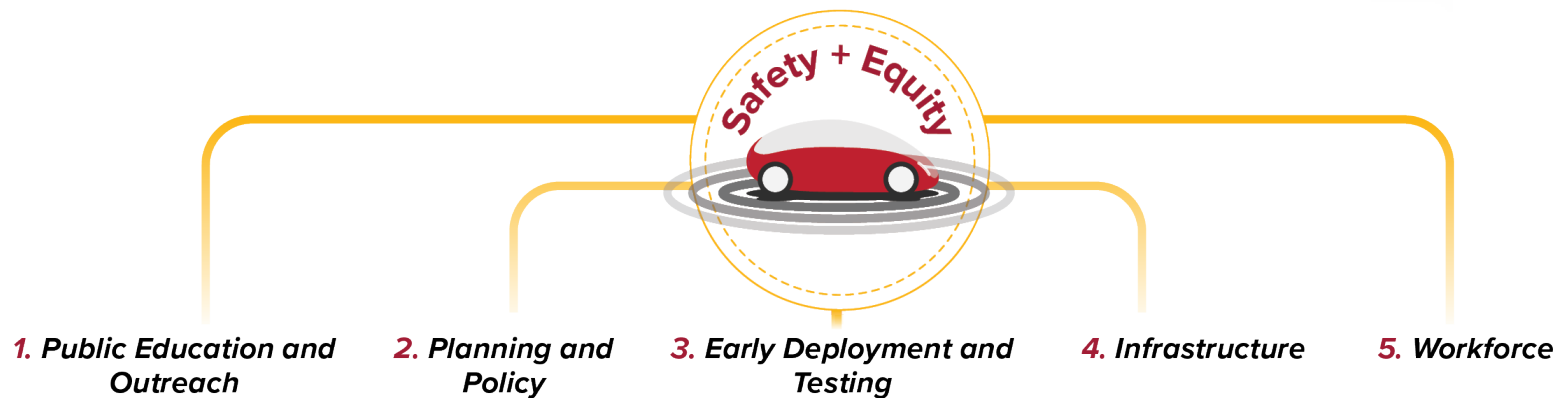 Safety + Equity
1. Public Education and
Outreach
2. Planning and
Policy
3. Early Deployment and
Testing
4. Infrastructure
5. Workforce